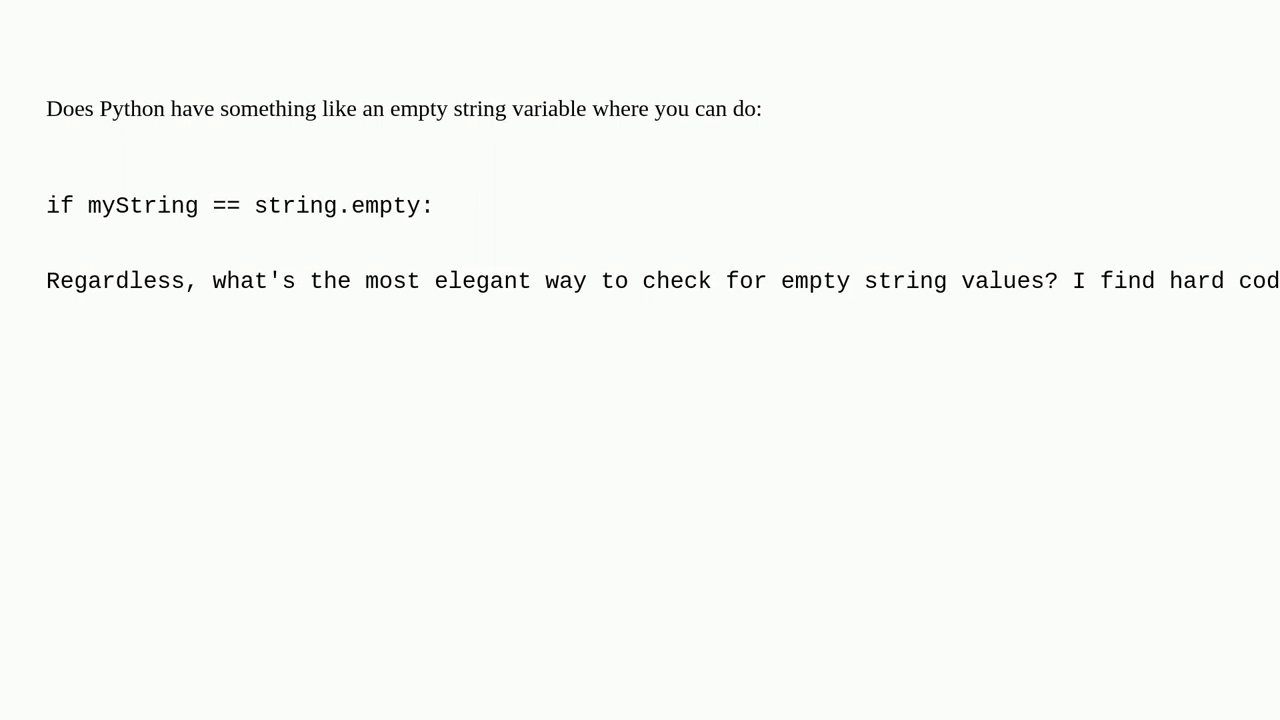 Does Python have something like an empty string variable where you can do:
if myString == string.empty:
Regardless, what's the most elegant way to check for empty string values? I find hard cod